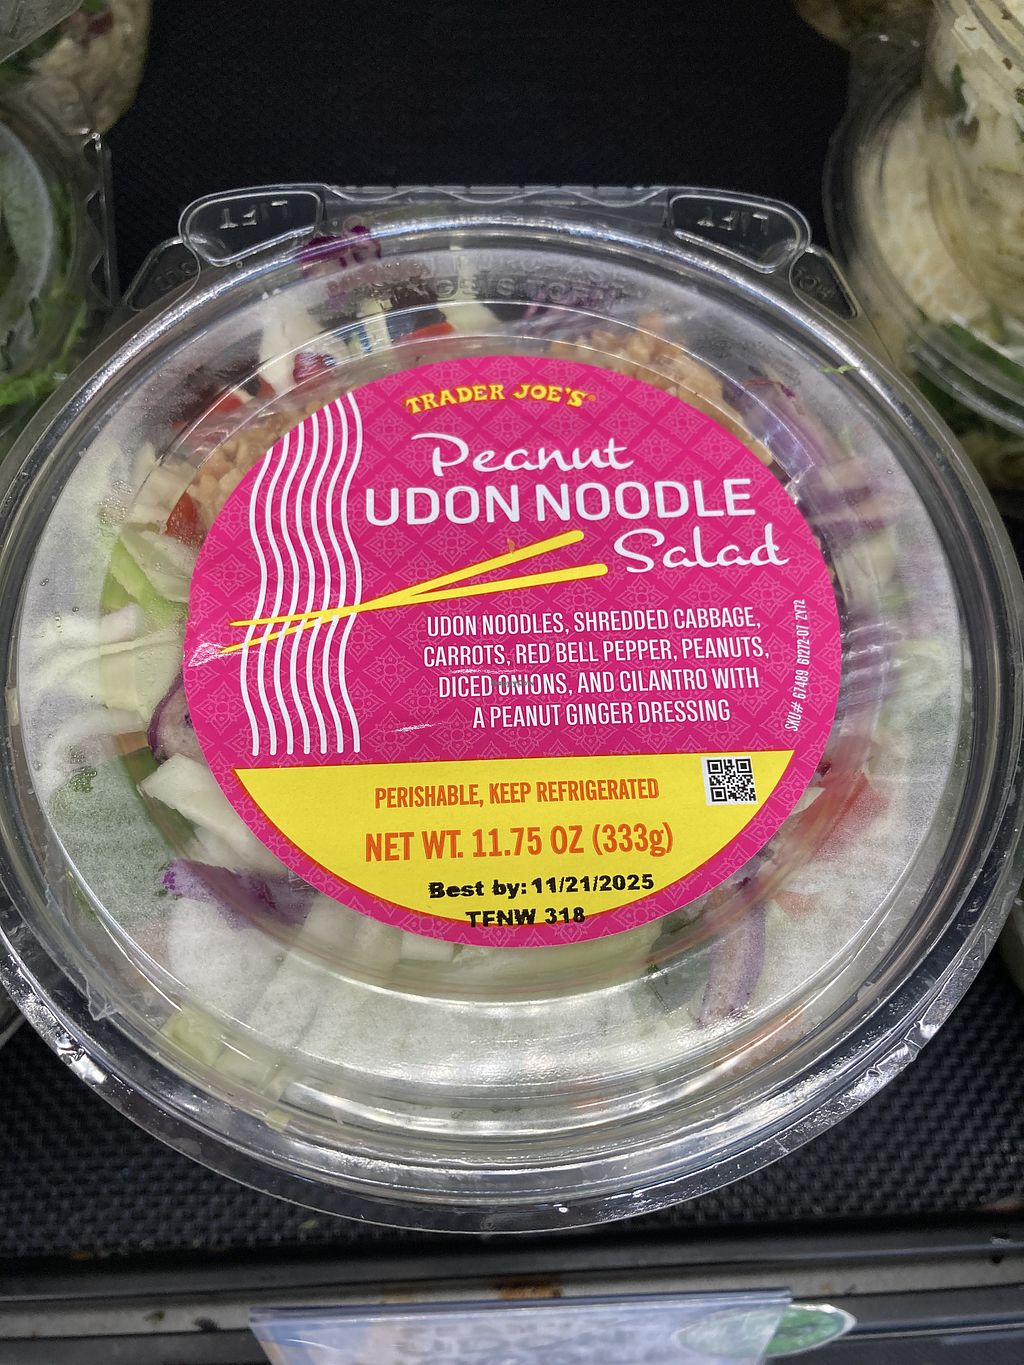 LIFT
LIFT
TRADER JOE'S®
Peanut
UDON NOODLE
Salad
UDON NOODLES, SHREDDED CABBAGE,
CARROTS, RED BELL PEPPER, PEANUTS,
DICED ONIONS, AND CILANTRO WITH
A PEANUT GINGER DRESSING
SKU# 67489 61272-07 ZY72
PERISHABLE, KEEP REFRIGERATED
NET WT. 11.75 OZ (333g)
Best by: 11/21/2025
TFNW 318